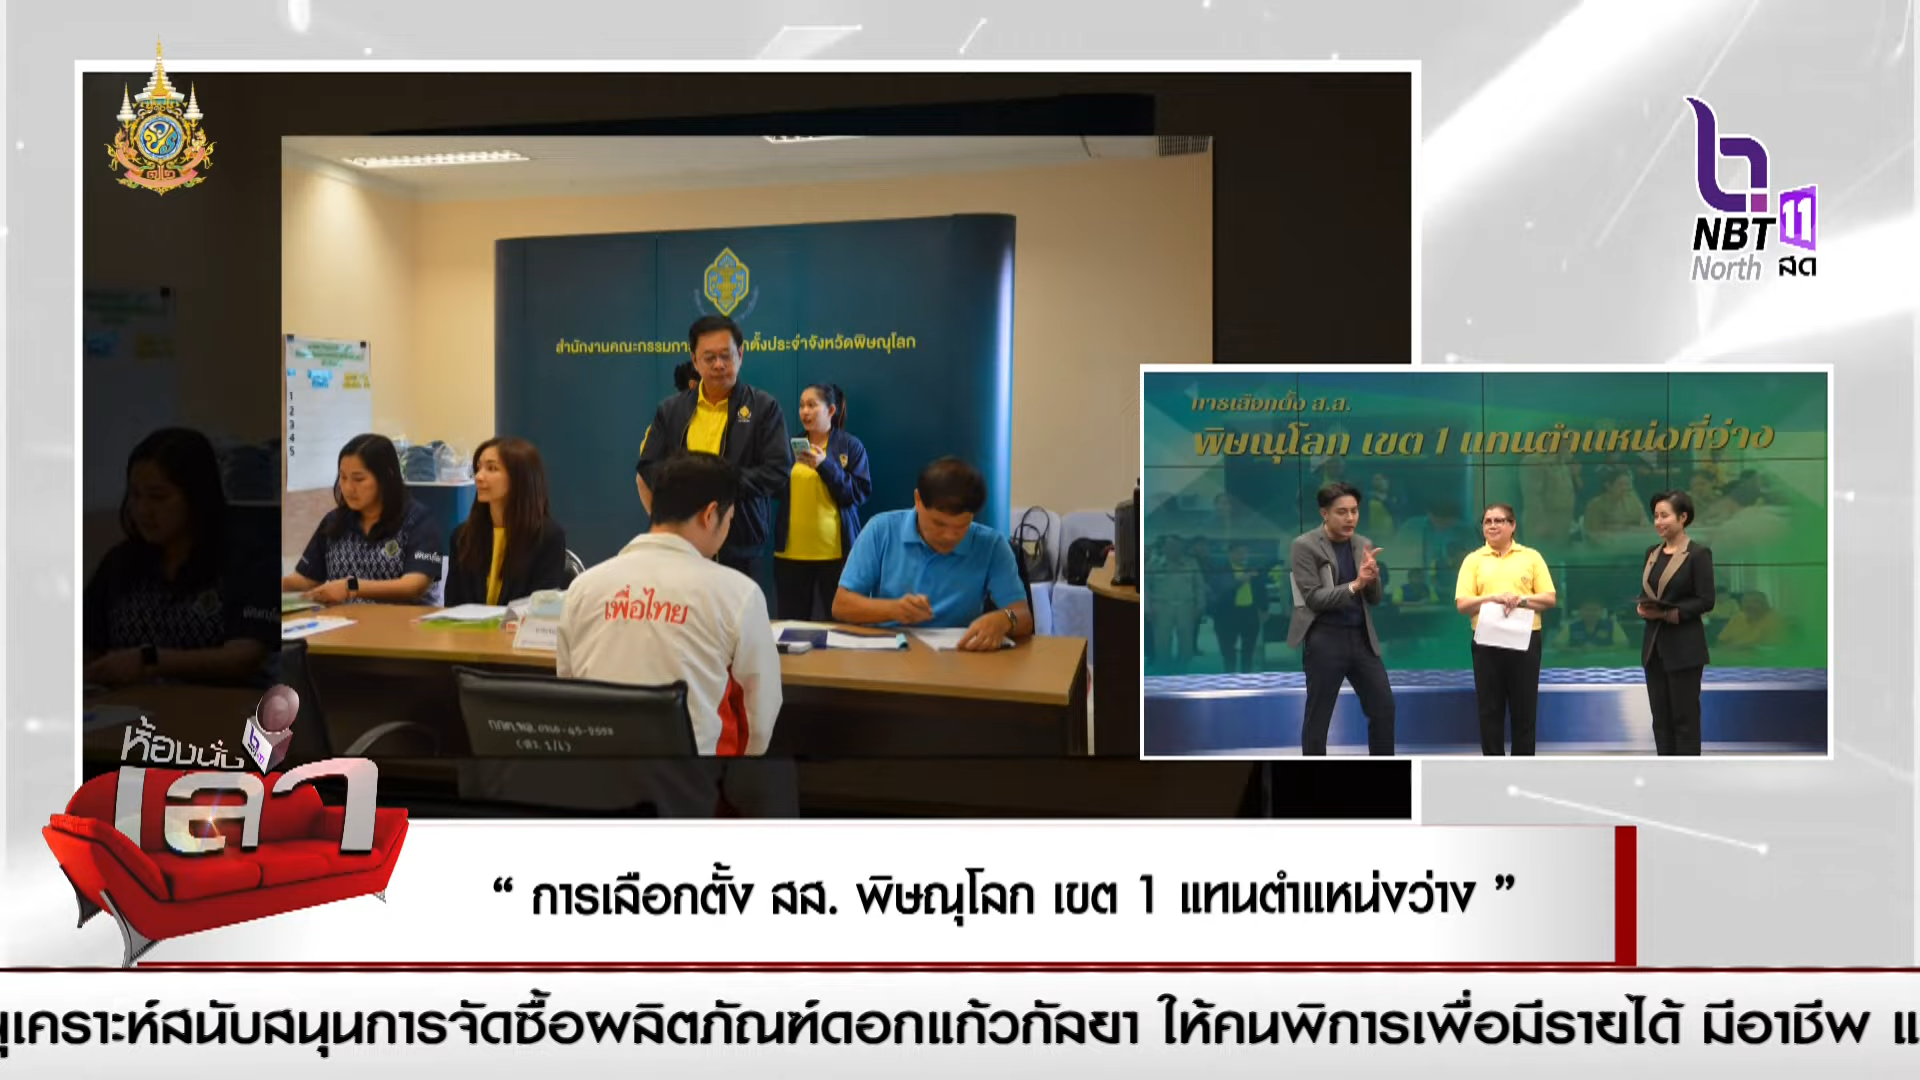 NBT 11
North สด
สำนักงานคณะกรรมกา กตั้งประจำจังหวัดพิษณุโลก
1
2
3
4
5
เพื่อไทย
การเลือกตั้ง ส.ส.
พิษณุโลก เขต 1 แทนตำแหน่งที่ว่าง
ห้องนั่ง
เล่า
“ การเลือกตั้ง สส. พิษณุโลก เขต 1 แทนตำแหน่งว่าง ”
ุเคราะห์สนับสนุนการจัดซื้อผลิตภัณฑ์ดอกแก้วกัลยา ให้คนพิการเพื่อมีรายได้ มีอาชีพ แ